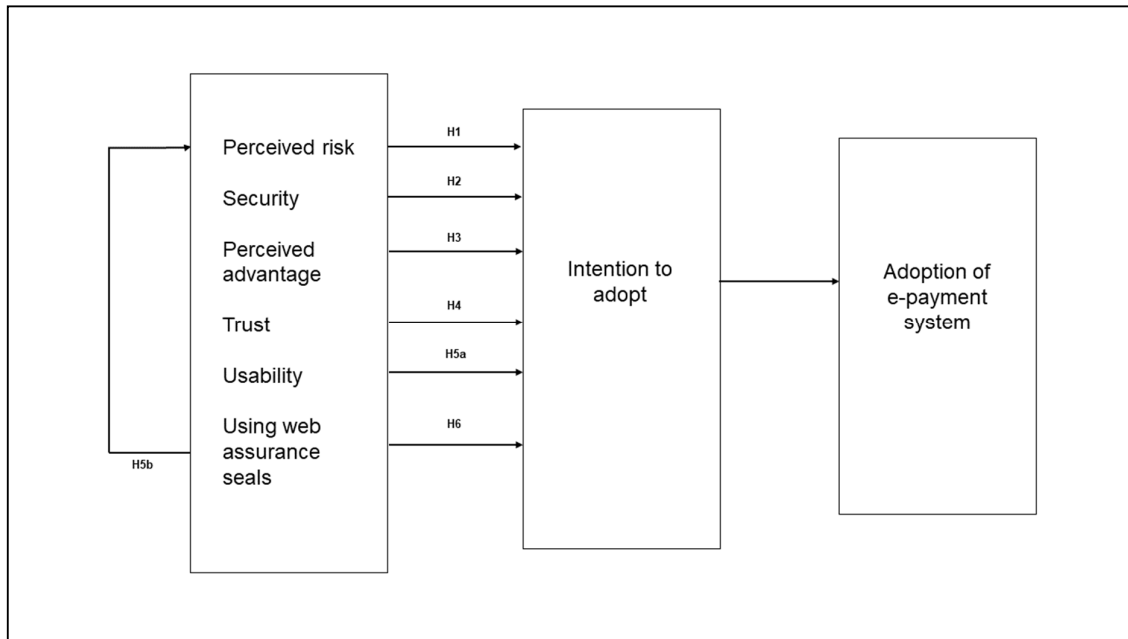 Perceived risk
Security
Perceived
advantage
Trust
Usability
Using web
assurance
seals
H1
H2
H3
H4
H5a
H6
H5b
Intention to
adopt
Adoption of
e-payment
system